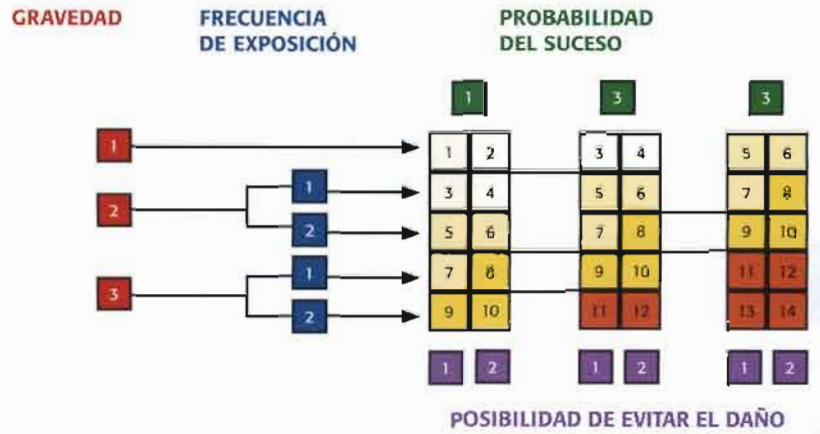 GRAVEDAD FRECUENCIA DE EXPOSICIÓN PROBABILIDAD DEL SUCESO
1 3 3
1 1 2 3 4 5 6
1 3 4 5 6 7 8
2
2 5 6 7 8 9 10
1 7 8 9 10 11 12
3
2 9 10 11 12 13 14
1 2 1 2 1 2
POSIBILIDAD DE EVITAR EL DAÑO